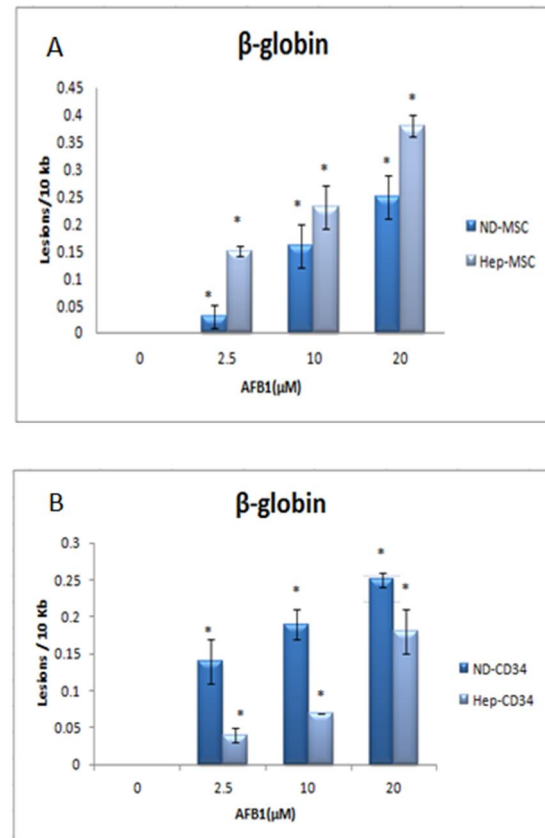 A
β-globin
Lesions/10 kb
0.45
0.4
0.35
0.3
0.25
0.2
0.15
0.1
0.05
0
* * * * * *
ND-MSC
Hep-MSC
0 2.5 10 20
AFB1(µM)
B
β-globin
Lesions / 10 Kb
0.3
0.25
0.2
0.15
0.1
0.05
0
* * * * * *
ND-CD34
Hep-CD34
0 2.5 10 20
AFB1(µM)